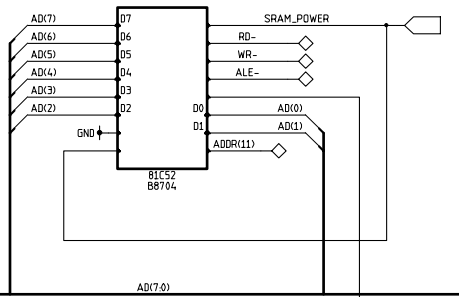 AD(7) D7 SRAM_POWER
AD(6) D6 RD-
AD(5) D5 WR-
AD(4) D4 ALE-
AD(3) D3
AD(2) D2 D0 AD(0)
GND D1 AD(1)
ADDR(11)
81C52
B8704
AD(7:0)